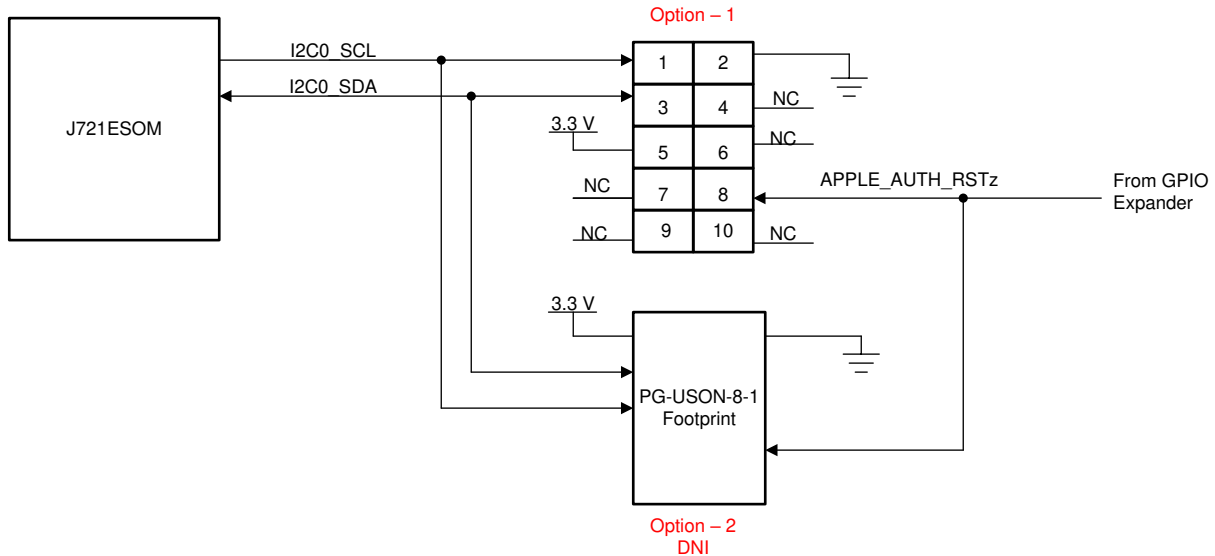 Option – 1
I2C0_SCL
1 2
I2C0_SDA
3 4 NC
J721ESOM
3.3 V
5 6 NC
APPLE_AUTH_RSTz
From GPIO
Expander
NC 7 8
NC 9 10 NC
3.3 V
PG-USON-8-1
Footprint
Option – 2
DNI